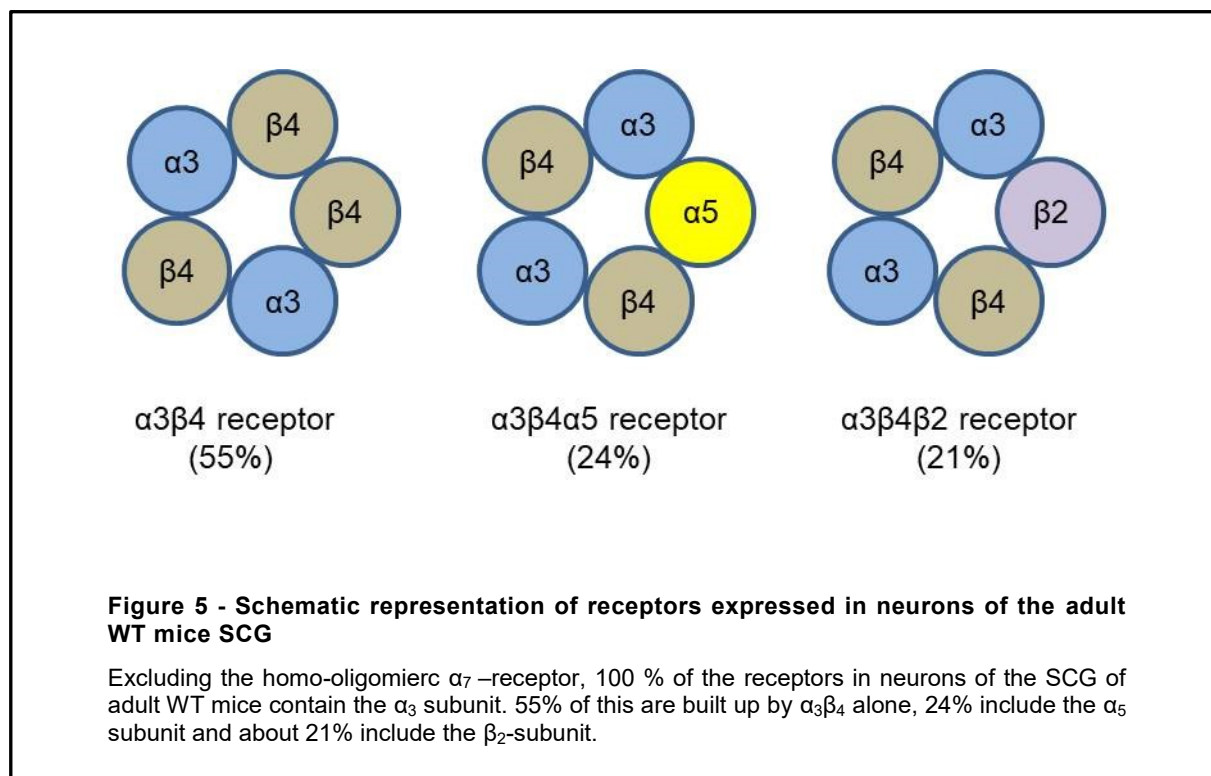 β4
α3
β4
β4
α3
α3
β4
α5
α3
β4
α3
β4
β2
α3
β4
α3β4 receptor
(55%)
α3β4α5 receptor
(24%)
α3β4β2 receptor
(21%)
Figure 5 - Schematic representation of receptors expressed in neurons of the adult
WT mice SCG
Excluding the homo-oligomierc α₇ –receptor, 100 % of the receptors in neurons of the SCG of
adult WT mice contain the α₃ subunit. 55% of this are built up by α₃β₄ alone, 24% include the α₅
subunit and about 21% include the β₂-subunit.